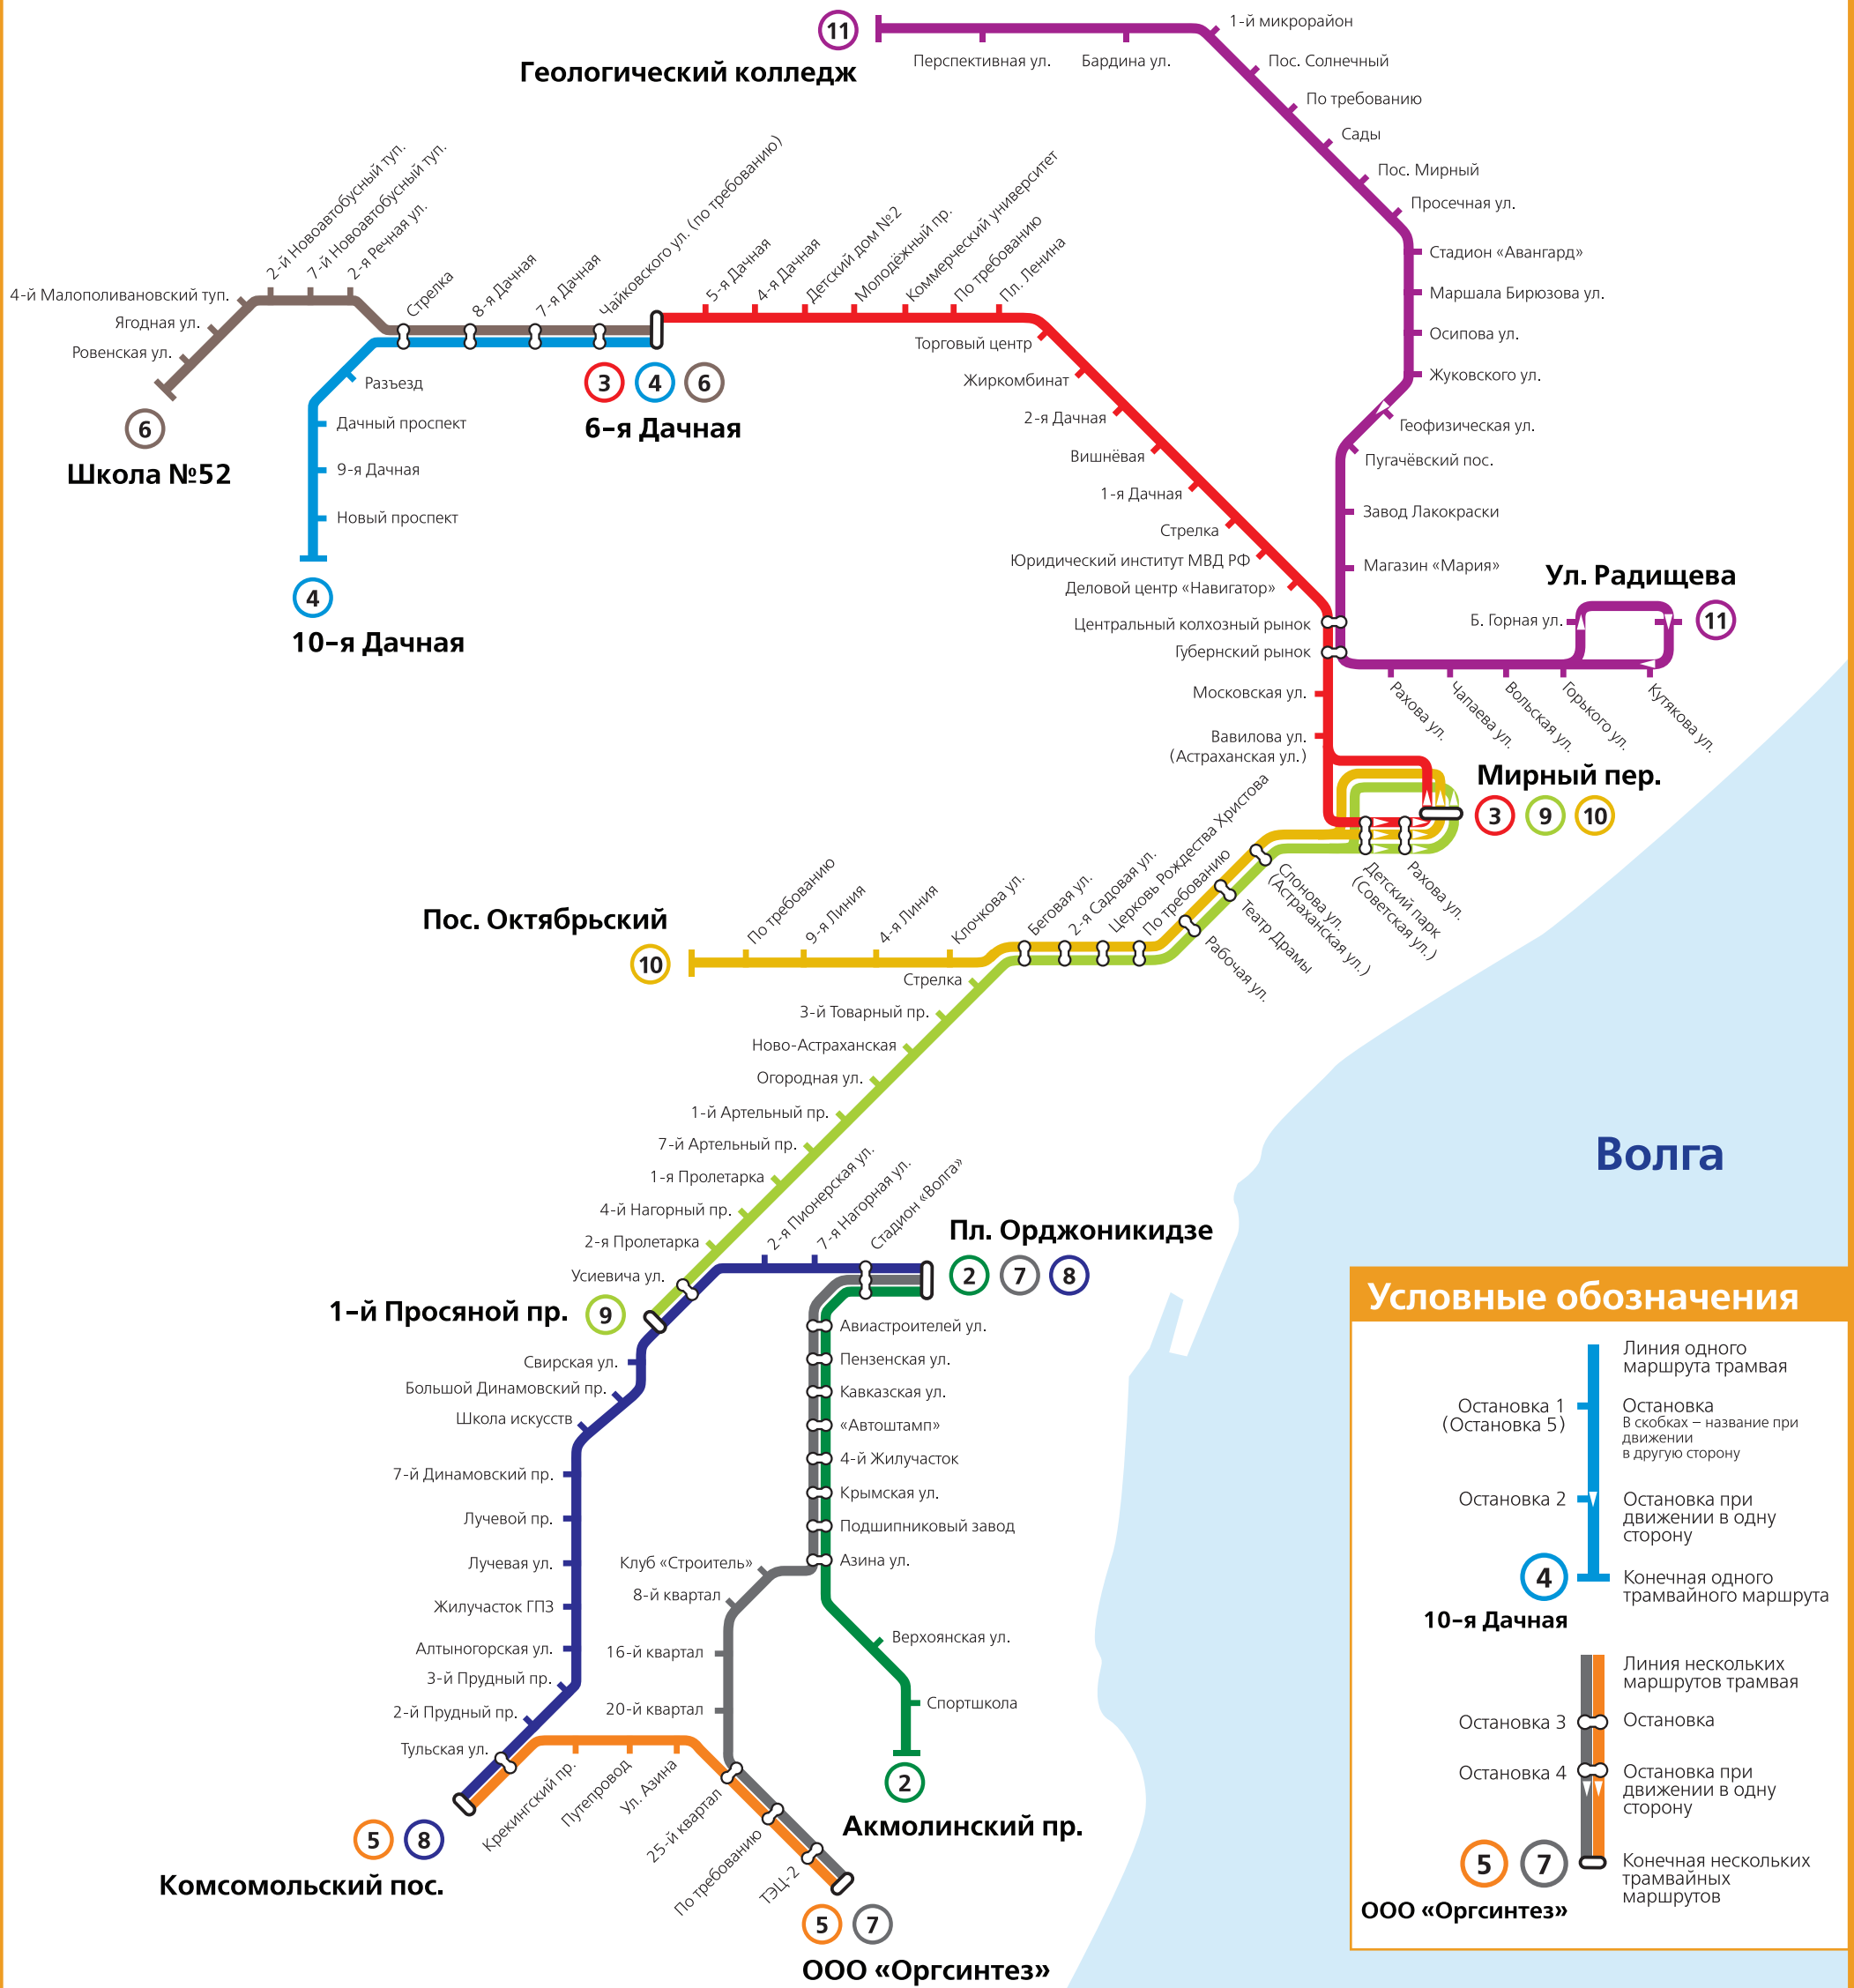 11
Геологический колледж
Перспективная ул.
Бардина ул.
1-й микрорайон
Пос. Солнечный
По требованию
Сады
Пос. Мирный
Просечная ул.
Стадион «Авангард»
Маршала Бирюзова ул.
Осипова ул.
Жуковского ул.
Геофизическая ул.
Пугачёвский пос.
Завод Лакокраски
Магазин «Мария»
Ул. Радищева
11
Б. Горная ул.
Рахова ул.
Чапаева ул.
Вольская ул.
Горького ул.
Кутякова ул.
2-й Новоавтобусный туп.
7-й Новоавтобусный туп.
2-я Речная ул.
4-й Малополивановский туп.
Ягодная ул.
Ровенская ул.
6
Школа №52
Стрелка
8-я Дачная
7-я Дачная
Чайковского ул. (по требованию)
Разъезд
Дачный проспект
9-я Дачная
Новый проспект
4
10-я Дачная
3
4
6
6-я Дачная
5-я Дачная
4-я Дачная
Детский дом №2
Молодёжный пр.
Коммерческий университет
По требованию
Пл. Ленина
Торговый центр
Жиркомбинат
2-я Дачная
Вишнёвая
1-я Дачная
Стрелка
Юридический институт МВД РФ
Деловой центр «Навигатор»
Центральный колхозный рынок
Губернский рынок
Московская ул.
Вавилова ул.
(Астраханская ул.)
Мирный пер.
3
9
10
Рахова ул.
Детский парк
(Советская ул.)
Слонова ул.
(Астраханская ул.)
Театр Драмы
Рабочая ул.
По требованию
Церковь Рождества Христова
2-я Садовая ул.
Беговая ул.
Клочкова ул.
4-я Линия
9-я Линия
По требованию
Пос. Октябрьский
10
Стрелка
3-й Товарный пр.
Ново-Астраханская
Огородная ул.
1-й Артельный пр.
7-й Артельный пр.
1-я Пролетарка
4-й Нагорный пр.
2-я Пролетарка
Усиевича ул.
1-й Просяной пр.
9
2-я Пионерская ул.
7-я Нагорная ул.
Стадион «Волга»
Пл. Орджоникидзе
2
7
8
Свирская ул.
Большой Динамовский пр.
Школа искусств
7-й Динамовский пр.
Лучевой пр.
Лучевая ул.
Жилучасток ГПЗ
Алтыногорская ул.
3-й Прудный пр.
2-й Прудный пр.
Тульская ул.
5
8
Комсомольский пос.
Авиастроителей ул.
Пензенская ул.
Кавказская ул.
«Автоштамп»
4-й Жилучасток
Крымская ул.
Подшипниковый завод
Азина ул.
Клуб «Строитель»
8-й квартал
16-й квартал
20-й квартал
Верхоянская ул.
Спортшкола
2
Акмолинский пр.
Крекингский пр.
Путепровод
Ул. Азина
25-й квартал
По требованию
ТЭЦ-2
5
7
ООО «Оргсинтез»
Волга
Условные обозначения
Линия одного
маршрута трамвая
Остановка 1
(Остановка 5)
Остановка
В скобках – название при
движении
в другую сторону
Остановка 2
Остановка при
движении в одну
сторону
4
10-я Дачная
Конечная одного
трамвайного маршрута
Линия нескольких
маршрутов трамвая
Остановка 3
Остановка
Остановка 4
Остановка при
движении в одну
сторону
5
7
ООО «Оргсинтез»
Конечная нескольких
трамвайных
маршрутов